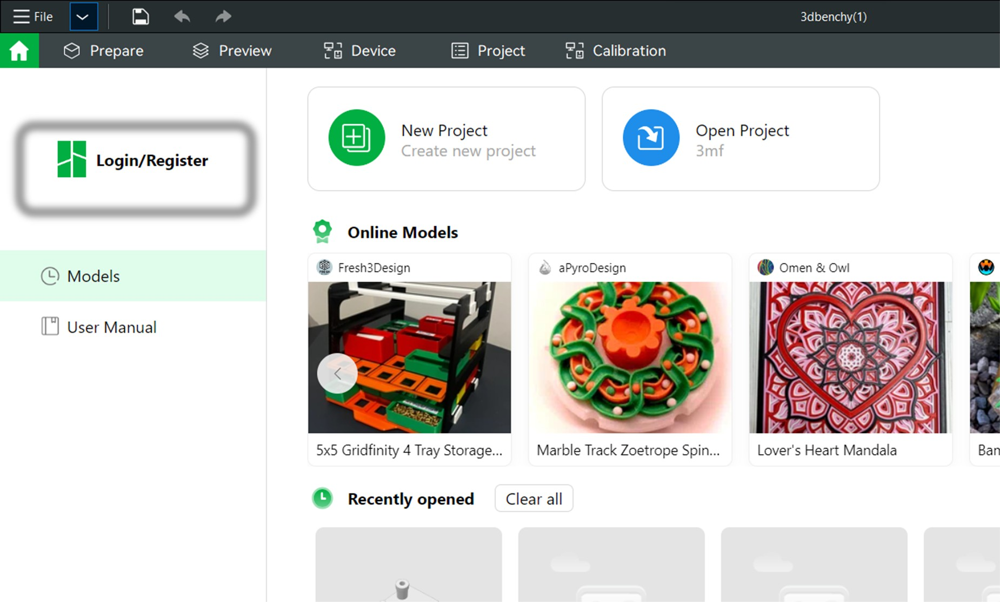 File
3dbenchy(1)
Prepare
Preview
Device
Project
Calibration
Login/Register
Models
User Manual
New Project
Create new project
Open Project
3mf
Online Models
Fresh3Design
aPyroDesign
Omen & Owl
5x5 Gridfinity 4 Tray Storage...
Marble Track Zoetrope Spin...
Lover's Heart Mandala
Ban
Recently opened
Clear all